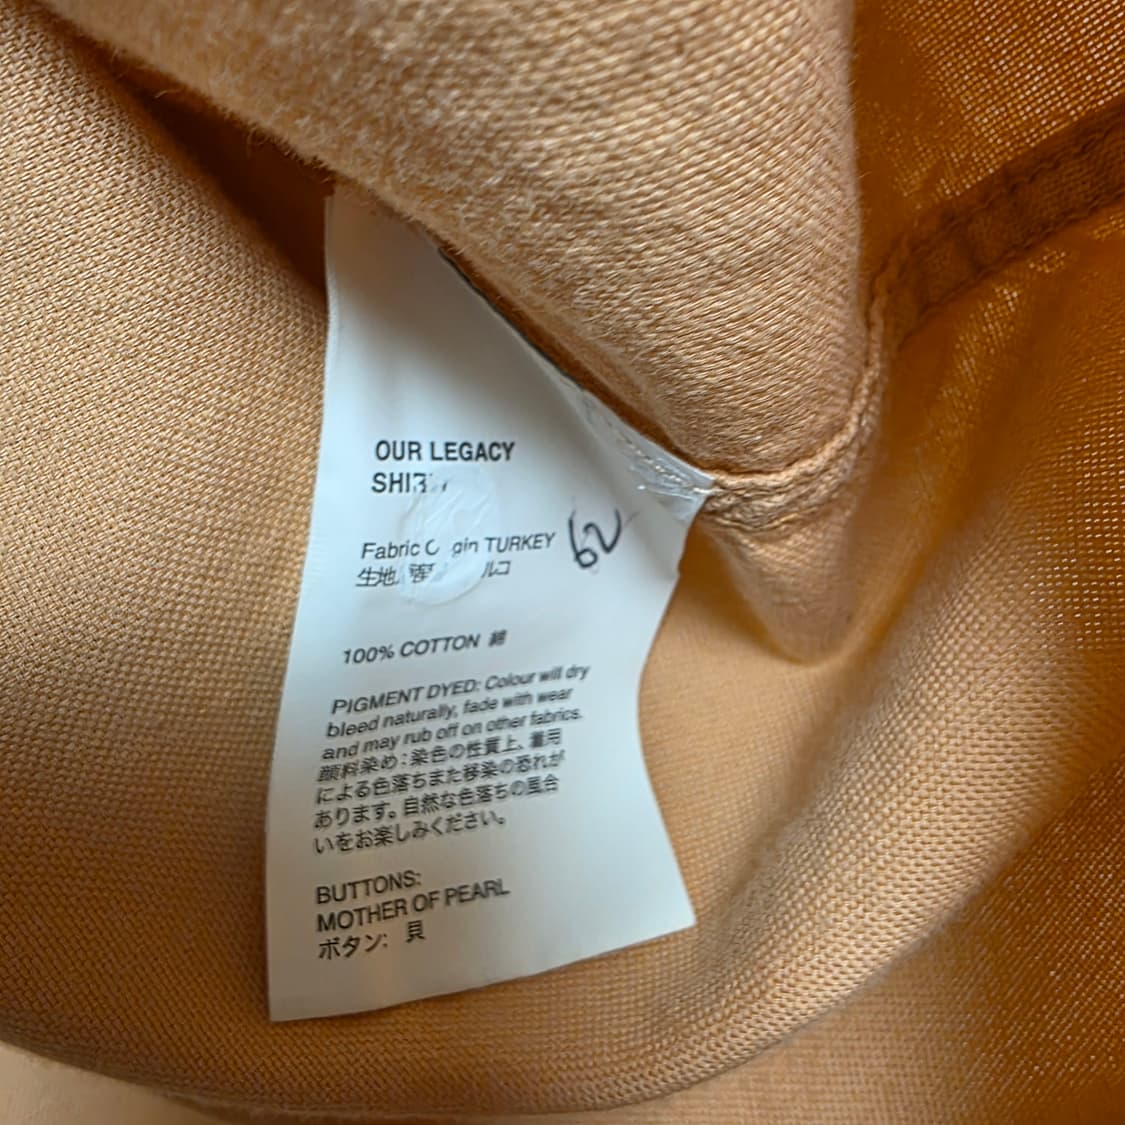 OUR LEGACY
Fabric TURKEY
62
生地
100% COTTON 綿
PIGMENT DYED: Colour will dry
bleed naturally, fade with wear
and may rub off on other fabrics.
顔料染め：染色の性質上、着用
による色落ちまた移染の恐れが
あります。自然な色落ちの風合
いをお楽しみください。
BUTTONS:
MOTHER OF PEARL
ボタン: 貝